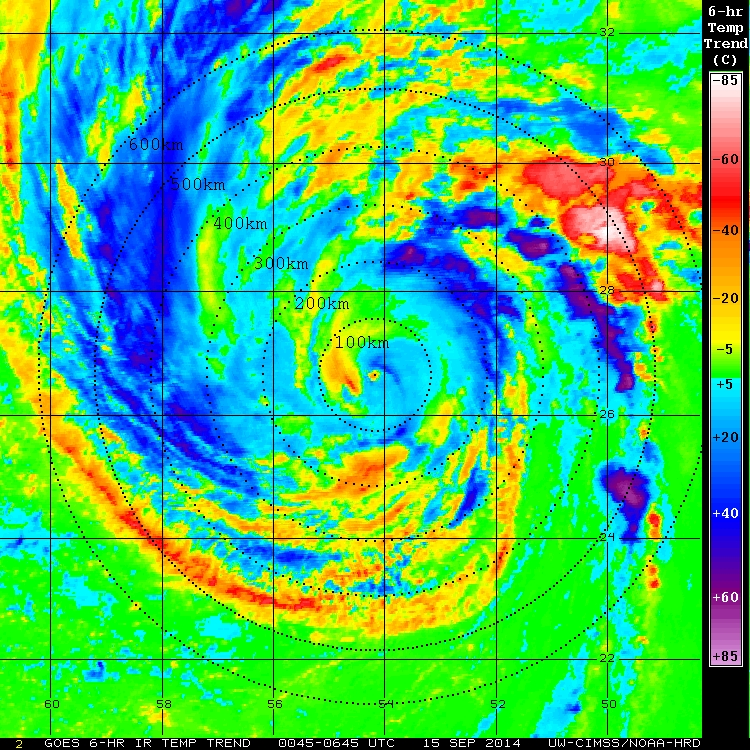 6-hr
Temp
Trend
(C)
-85
-60
-40
-20
-5
+5
+20
+40
+60
+85
32
30
28
26
24
22
600km
500km
400km
300km
200km
100km
60 58 56 54 52 50
2 GOES 6-HR IR TEMP TREND 0045-0645 UTC 15 SEP 2014 UW-CIMSS/NOAA-HRD